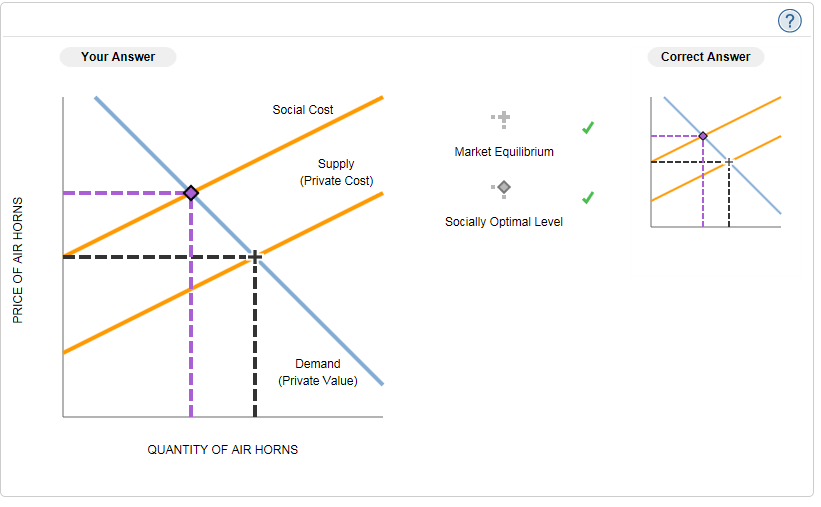 ?
Your Answer
Correct Answer
Social Cost
Supply
(Private Cost)
Market Equilibrium
Socially Optimal Level
PRICE OF AIR HORNS
Demand
(Private Value)
QUANTITY OF AIR HORNS